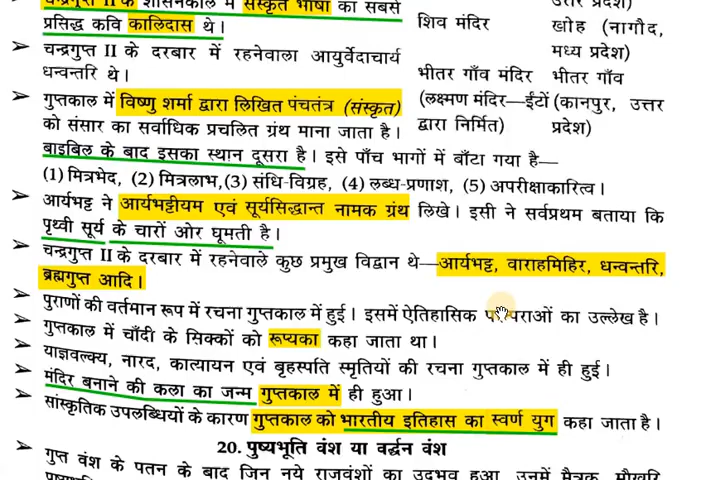 चन्द्रगुप्त II के शासनकाल में संस्कृत भाषा का सबसे
प्रसिद्ध कवि कालिदास थे।
चन्द्रगुप्त II के दरबार में रहनेवाला आयुर्वेदाचार्य
धन्वन्तरि थे।
गुप्तकाल में विष्णु शर्मा द्वारा लिखित पंचतंत्र (संस्कृत)
को संसार का सर्वाधिक प्रचलित ग्रंथ माना जाता है।
बाइबिल के बाद इसका स्थान दूसरा है। इसे पाँच भागों में बाँटा गया है—
उत्तर प्रदेश)
शिव मंदिर खोह (नागौद,
मध्य प्रदेश)
भीतर गाँव मंदिर भीतर गाँव
(लक्ष्मण मंदिर—ईंटों (कानपुर, उत्तर
द्वारा निर्मित) प्रदेश)
(1) मित्रभेद, (2) मित्रलाभ,(3) संधि-विग्रह, (4) लब्ध-प्रणाश, (5) अपरीक्षाकारित्व।
आर्यभट्ट ने आर्यभट्टीयम एवं सूर्यसिद्धान्त नामक ग्रंथ लिखे। इसी ने सर्वप्रथम बताया कि
पृथ्वी सूर्य के चारों ओर घूमती है।
चन्द्रगुप्त II के दरबार में रहनेवाले कुछ प्रमुख विद्वान थे—आर्यभट्ट, वाराहमिहिर, धन्वन्तरि,
ब्रह्मगुप्त आदि।
पुराणों की वर्तमान रूप में रचना गुप्तकाल में हुई। इसमें ऐतिहासिक परम्पराओं का उल्लेख है।
गुप्तकाल में चाँदी के सिक्कों को रूप्यका कहा जाता था।
याज्ञवल्क्य, नारद, कात्यायन एवं बृहस्पति स्मृतियों की रचना गुप्तकाल में ही हुई।
मंदिर बनाने की कला का जन्म गुप्तकाल में ही हुआ।
सांस्कृतिक उपलब्धियों के कारण गुप्तकाल को भारतीय इतिहास का स्वर्ण युग कहा जाता है।
20. पुष्यभूति वंश या वर्द्धन वंश
गुप्त वंश के पतन के बाद जिन नये राजवंशों का उद्भव हुआ, उनमें मैत्रक, मौखरि